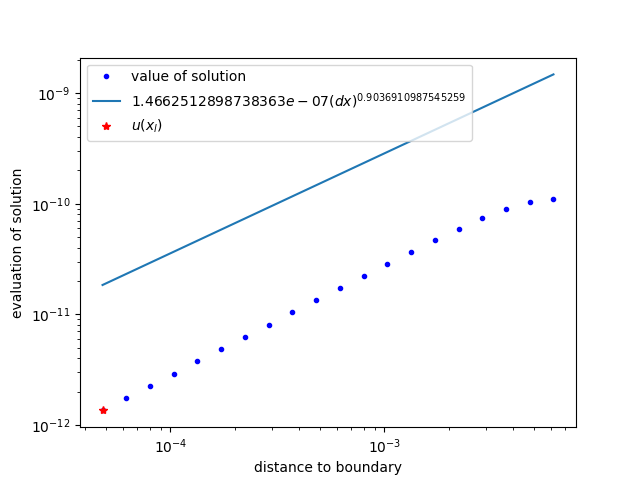 value of solution
1.4662512898738363e − 07(dx)^0.9036910987545259
u(x_l)
10^-9
10^-10
10^-11
10^-12
evaluation of solution
10^-4
10^-3
distance to boundary